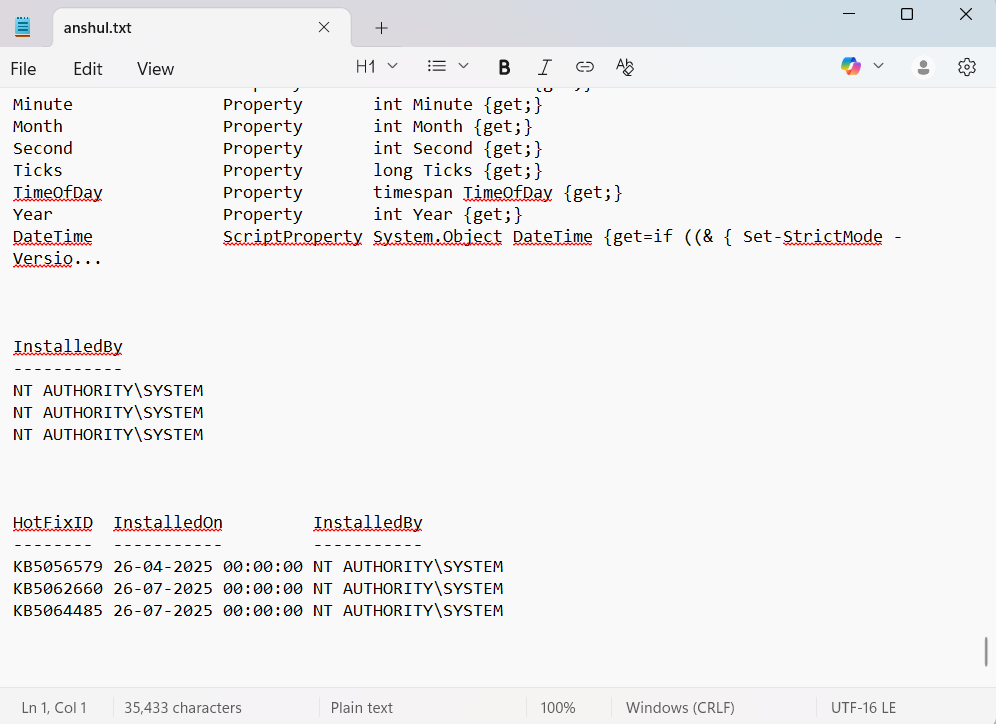 anshul.txt
File Edit View H1 B I
Minute Property int Minute {get;}
Month Property int Month {get;}
Second Property int Second {get;}
Ticks Property long Ticks {get;}
TimeOfDay Property timespan TimeOfDay {get;}
Year Property int Year {get;}
DateTime ScriptProperty System.Object DateTime {get=if ((& { Set-StrictMode -
Versio...
InstalledBy
-----------
NT AUTHORITY\SYSTEM
NT AUTHORITY\SYSTEM
NT AUTHORITY\SYSTEM
HotFixID InstalledOn InstalledBy
-------- ----------- -----------
KB5056579 26-04-2025 00:00:00 NT AUTHORITY\SYSTEM
KB5062660 26-07-2025 00:00:00 NT AUTHORITY\SYSTEM
KB5064485 26-07-2025 00:00:00 NT AUTHORITY\SYSTEM
Ln 1, Col 1 35,433 characters Plain text 100% Windows (CRLF) UTF-16 LE